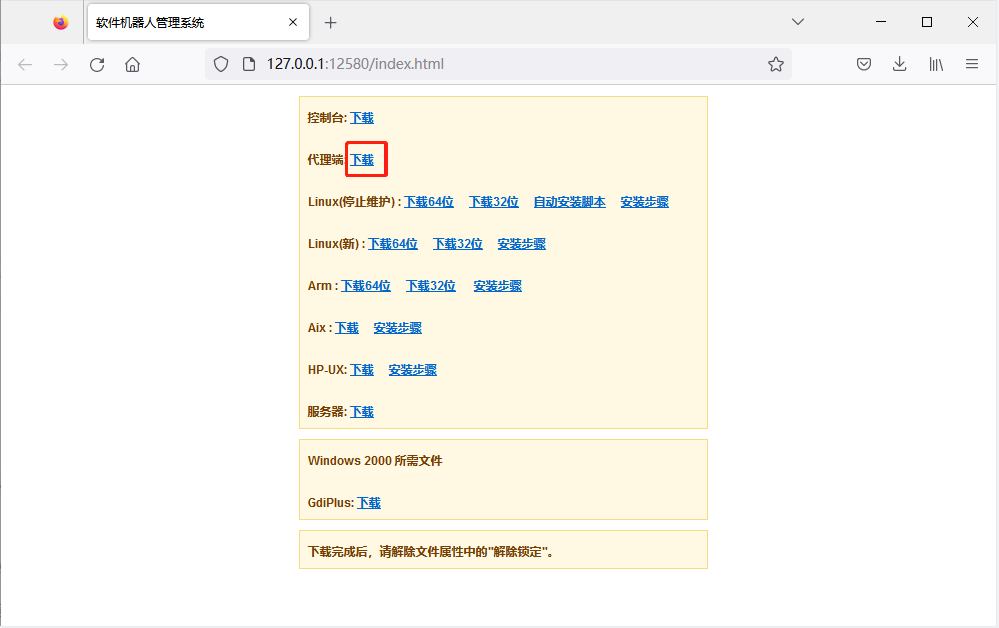 软件机器人管理系统
127.0.0.1:12580/index.html
控制台: 下载
代理端: 下载
Linux(停止维护) : 下载64位 下载32位 自动安装脚本 安装步骤
Linux(新) : 下载64位 下载32位 安装步骤
Arm : 下载64位 下载32位 安装步骤
Aix : 下载 安装步骤
HP-UX: 下载 安装步骤
服务器: 下载
Windows 2000 所需文件
GdiPlus: 下载
下载完成后，请解除文件属性中的"解除锁定"。